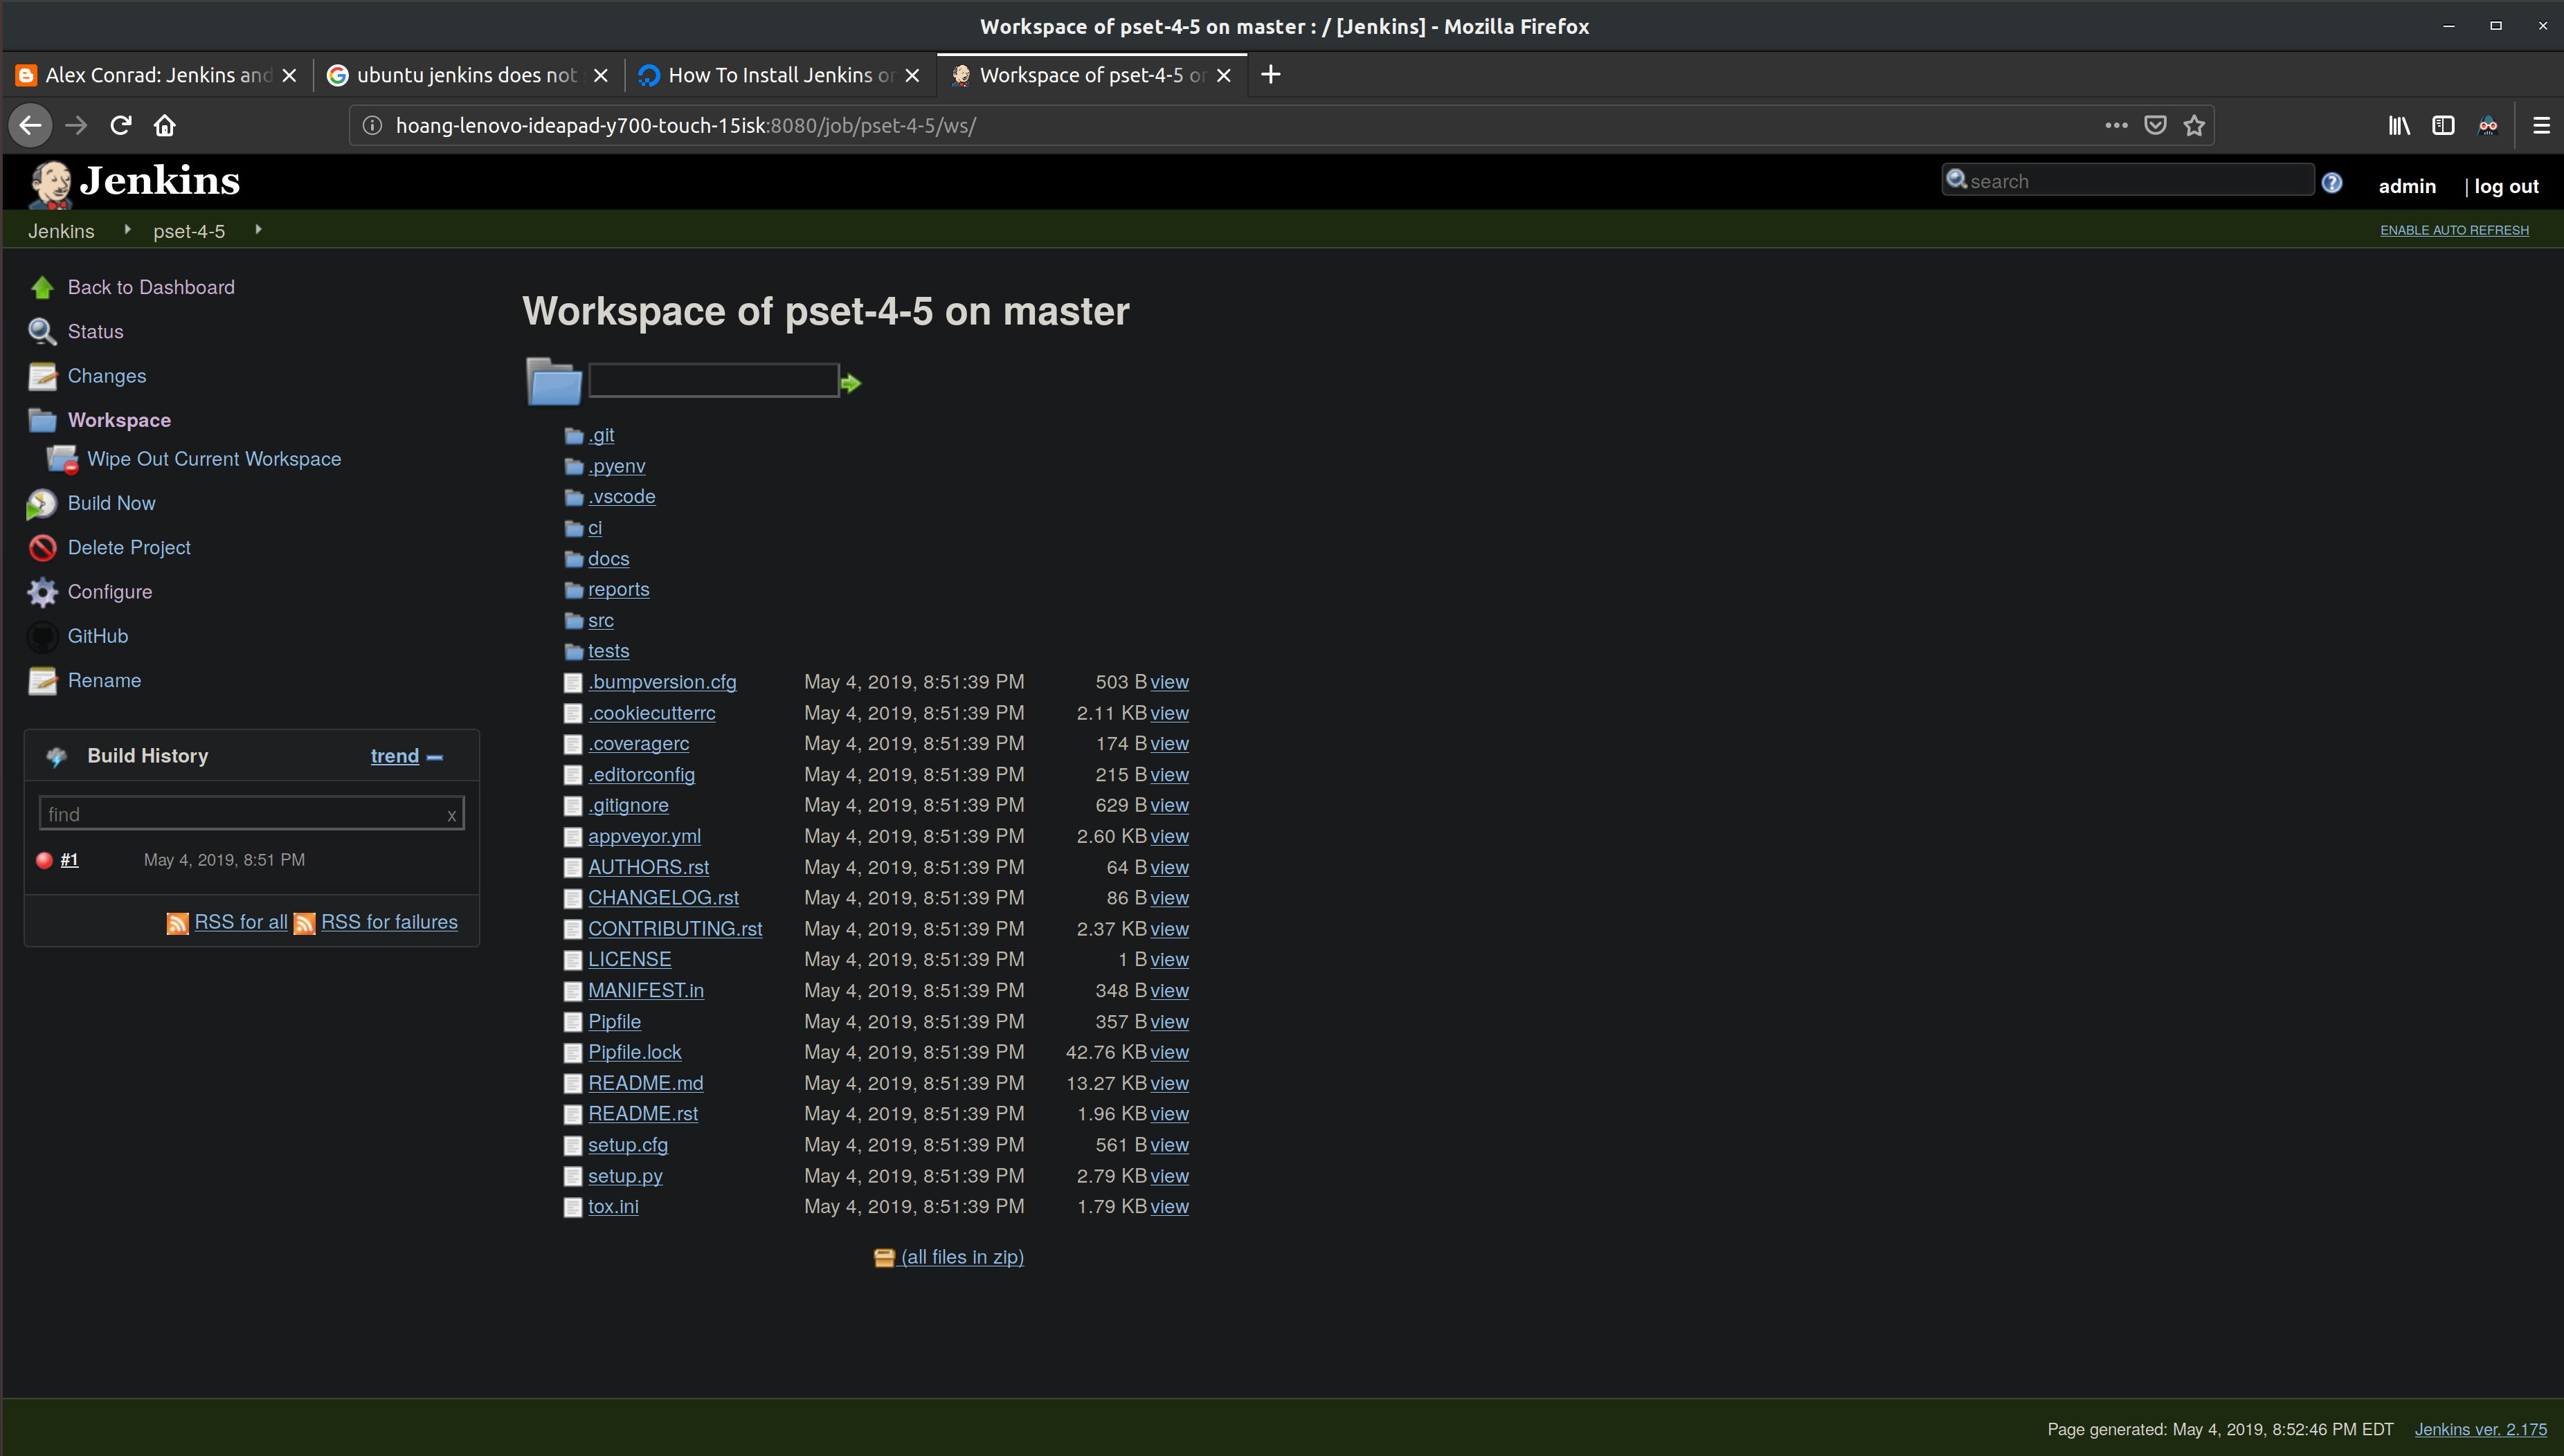 Workspace of pset-4-5 on master : / [Jenkins] - Mozilla Firefox
Alex Conrad: Jenkins and
ubuntu jenkins does not
How To Install Jenkins on
Workspace of pset-4-5 on
hoang-lenovo-ideapad-y700-touch-15isk:8080/job/pset-4-5/ws/
Jenkins
search
admin
| log out
Jenkins
pset-4-5
ENABLE AUTO REFRESH
Back to Dashboard
Status
Changes
Workspace
Wipe Out Current Workspace
Build Now
Delete Project
Configure
GitHub
Rename
Build History
trend
find
x
#1
May 4, 2019, 8:51 PM
RSS for all
RSS for failures
Workspace of pset-4-5 on master
.git
.pyenv
.vscode
ci
docs
reports
src
tests
.bumpversion.cfg May 4, 2019, 8:51:39 PM 503 B view
.cookiecutterrc May 4, 2019, 8:51:39 PM 2.11 KB view
.coveragerc May 4, 2019, 8:51:39 PM 174 B view
.editorconfig May 4, 2019, 8:51:39 PM 215 B view
.gitignore May 4, 2019, 8:51:39 PM 629 B view
appveyor.yml May 4, 2019, 8:51:39 PM 2.60 KB view
AUTHORS.rst May 4, 2019, 8:51:39 PM 64 B view
CHANGELOG.rst May 4, 2019, 8:51:39 PM 86 B view
CONTRIBUTING.rst May 4, 2019, 8:51:39 PM 2.37 KB view
LICENSE May 4, 2019, 8:51:39 PM 1 B view
MANIFEST.in May 4, 2019, 8:51:39 PM 348 B view
Pipfile May 4, 2019, 8:51:39 PM 357 B view
Pipfile.lock May 4, 2019, 8:51:39 PM 42.76 KB view
README.md May 4, 2019, 8:51:39 PM 13.27 KB view
README.rst May 4, 2019, 8:51:39 PM 1.96 KB view
setup.cfg May 4, 2019, 8:51:39 PM 561 B view
setup.py May 4, 2019, 8:51:39 PM 2.79 KB view
tox.ini May 4, 2019, 8:51:39 PM 1.79 KB view
(all files in zip)
Page generated: May 4, 2019, 8:52:46 PM EDT
Jenkins ver. 2.175